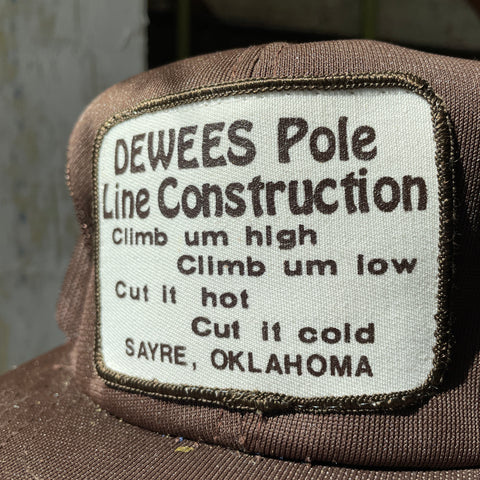 DEWEES Pole
Line Construction
Climb um high
Climb um low
Cut it hot
Cut it cold
SAYRE, OKLAHOMA